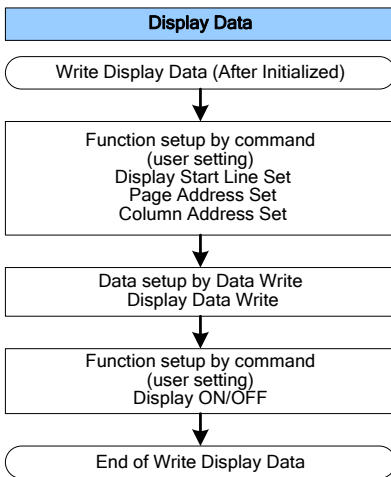 Display Data
Write Display Data (After Initialized)
Function setup by command
(user setting)
Display Start Line Set
Page Address Set
Column Address Set
Data setup by Data Write
Display Data Write
Function setup by command
(user setting)
Display ON/OFF
End of Write Display Data